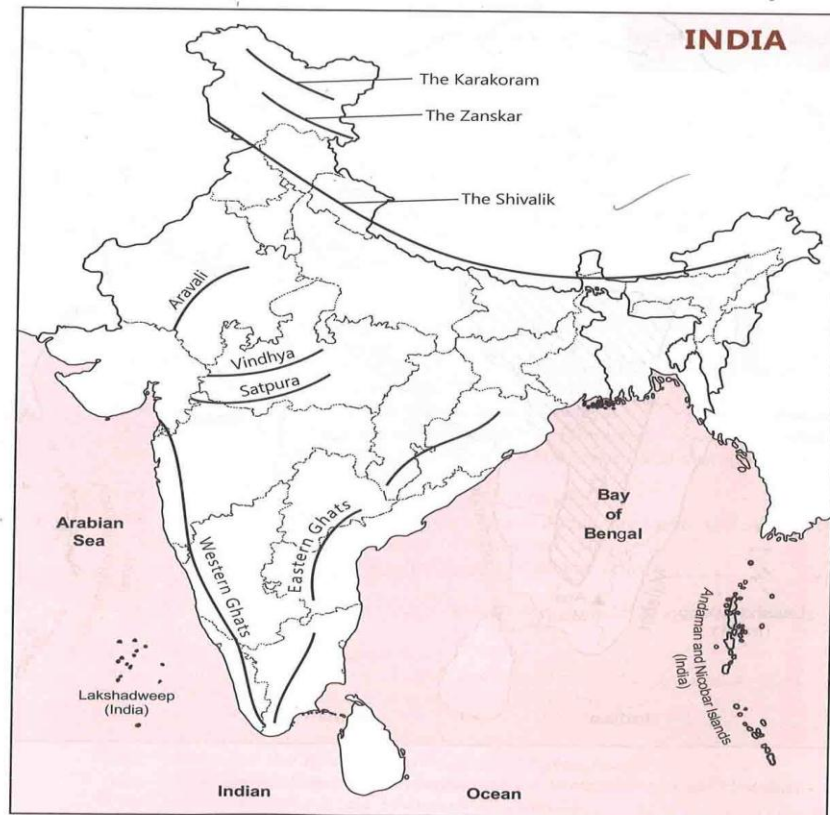 INDIA
The Karakoram
The Zanskar
The Shivalik
Aravali
Vindhya
Satpura
Eastern Ghats
Western Ghats
Arabian
Sea
Bay
of
Bengal
Andaman and Nicobar Islands
(India)
Lakshadweep
(India)
Indian
Ocean